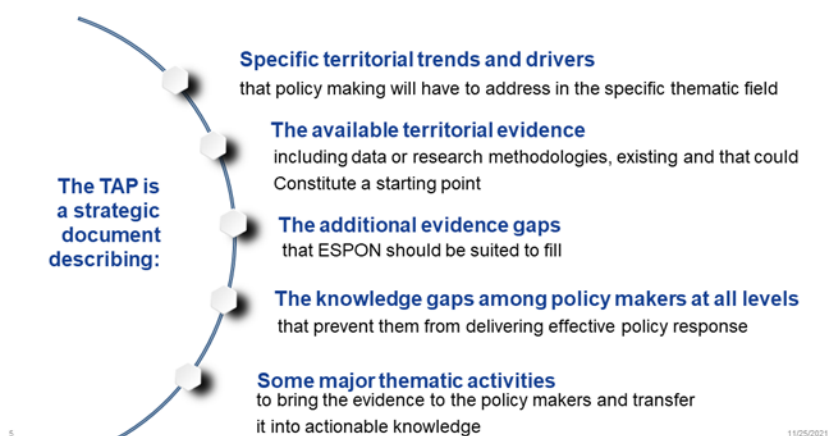 Specific territorial trends and drivers
that policy making will have to address in the specific thematic field
The available territorial evidence
including data or research methodologies, existing and that could
Constitute a starting point
The TAP is
a strategic
document
describing:
The additional evidence gaps
that ESPON should be suited to fill
The knowledge gaps among policy makers at all levels
that prevent them from delivering effective policy response
Some major thematic activities
to bring the evidence to the policy makers and transfer
it into actionable knowledge
5
11/25/2021